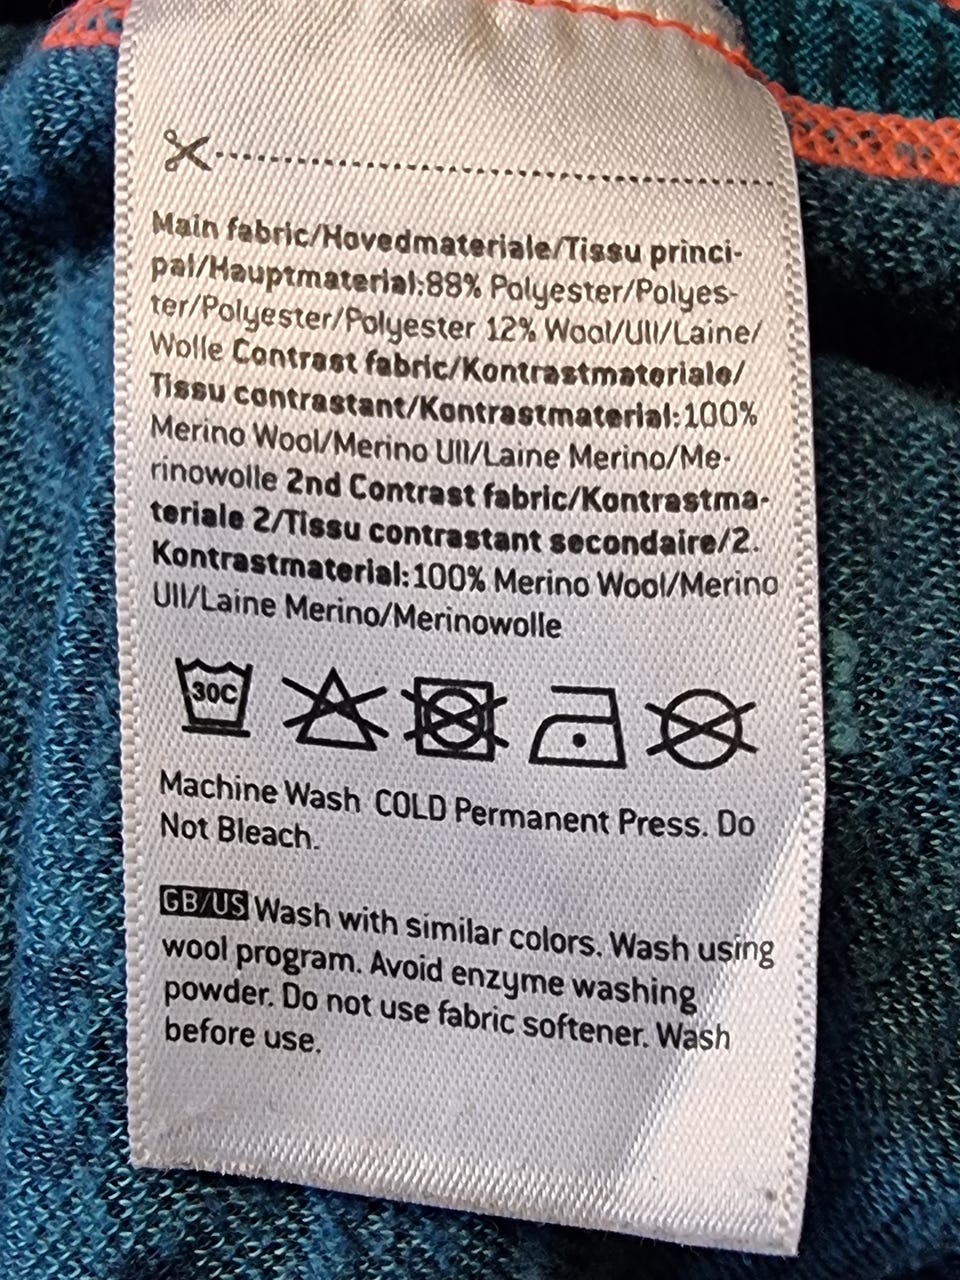 Main fabric/Hovedmateriale/Tissu princi-
pal/Hauptmaterial:88% Polyester/Polyes-
ter/Polyester/Polyester 12% Wool/Ull/Laine/
Wolle Contrast fabric/Kontrastmateriale/
Tissu contrastant/Kontrastmaterial:100%
Merino Wool/Merino Ull/Laine Merino/Me-
rinowolle 2nd Contrast fabric/Kontrastma-
teriale 2/Tissu contrastant secondaire/2.
Kontrastmaterial:100% Merino Wool/Merino
Ull/Laine Merino/Merinowolle
30C
Machine Wash COLD Permanent Press. Do
Not Bleach.
GB/US Wash with similar colors. Wash using
wool program. Avoid enzyme washing
powder. Do not use fabric softener. Wash
before use.